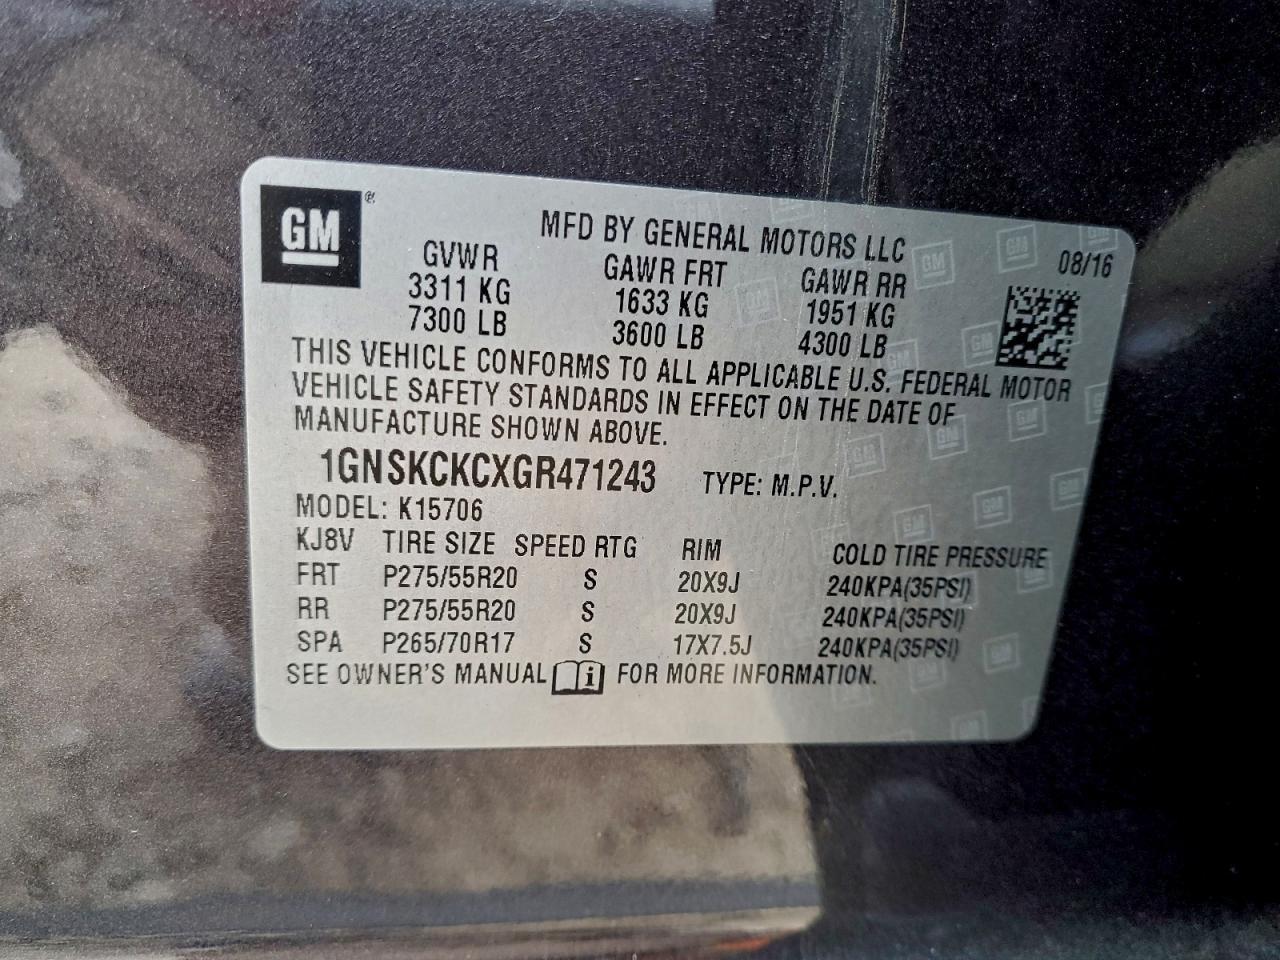 GM®
MFD BY GENERAL MOTORS LLC
08/16
GVWR GAWR FRT GAWR RR
3311 KG 1633 KG 1951 KG
7300 LB 3600 LB 4300 LB
THIS VEHICLE CONFORMS TO ALL APPLICABLE U.S. FEDERAL MOTOR
VEHICLE SAFETY STANDARDS IN EFFECT ON THE DATE OF
MANUFACTURE SHOWN ABOVE.
1GNSKCKCXGR471243 TYPE: M.P.V.
MODEL: K15706
KJ8V TIRE SIZE SPEED RTG RIM COLD TIRE PRESSURE
FRT P275/55R20 S 20X9J 240KPA(35PSI)
RR P275/55R20 S 20X9J 240KPA(35PSI)
SPA P265/70R17 S 17X7.5J 240KPA(35PSI)
SEE OWNER'S MANUAL i FOR MORE INFORMATION.